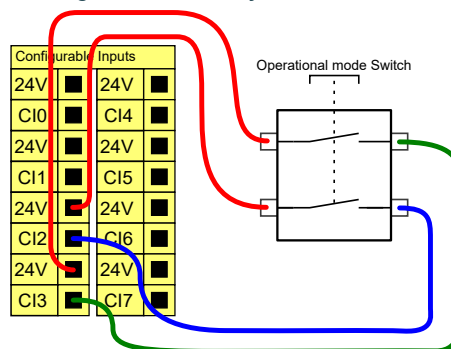 Configurable Inputs
Operational mode Switch
24V 24V
CI0 CI4
24V 24V
CI1 CI5
24V 24V
CI2 CI6
24V 24V
CI3 CI7